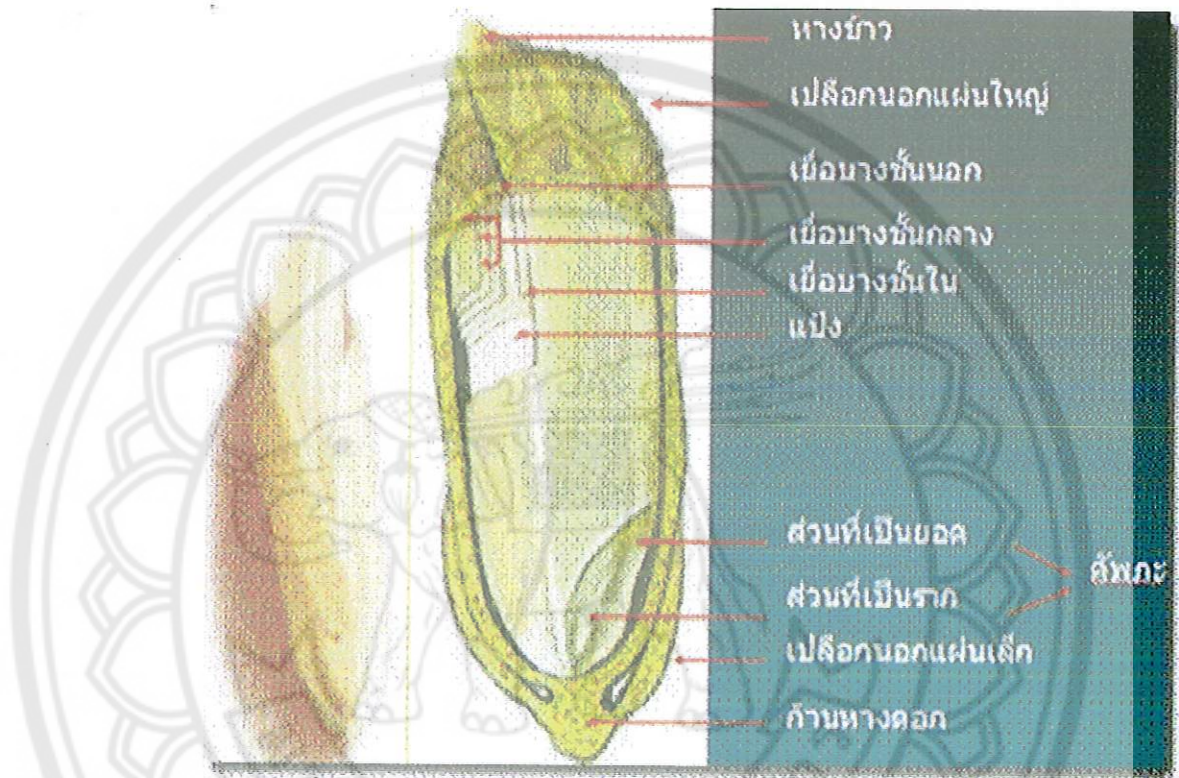 หางข้าว
เปลือกนอกแผ่นใหญ่
เยื่อบางชั้นนอก
เยื่อบางชั้นกลาง
เยื่อบางชั้นใน
แป้ง
ส่วนที่เป็นยอด
คัพภะ
ส่วนที่เป็นราก
เปลือกนอกแผ่นเล็ก
ก้านหางดอก